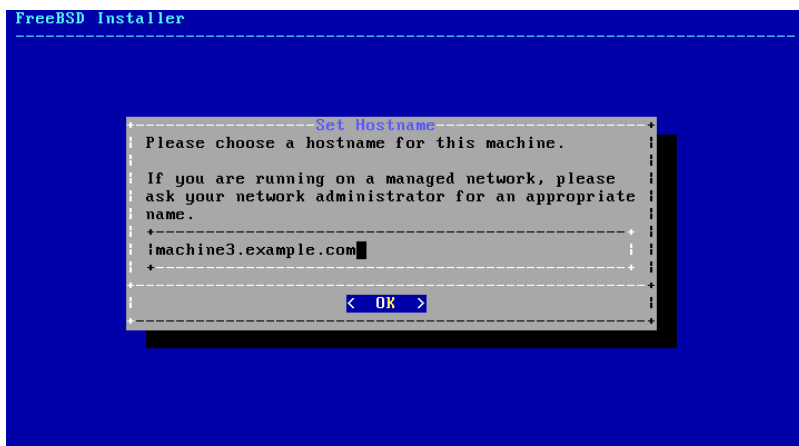 FreeBSD Installer
Set Hostname
Please choose a hostname for this machine.
If you are running on a managed network, please
ask your network administrator for an appropriate
name.
machine3.example.com
< OK >